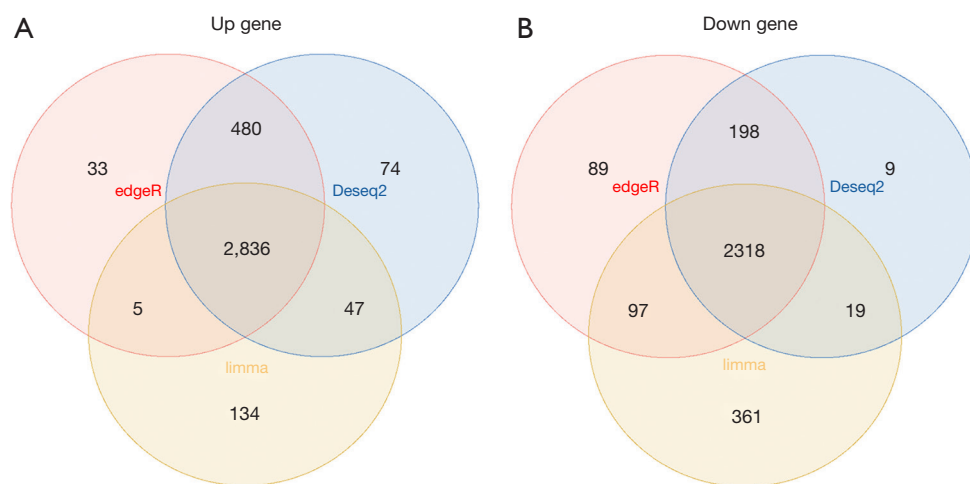 A
Up gene
480
33
74
edgeR
Deseq2
2,836
5
47
limma
134
B
Down gene
198
89
9
edgeR
Deseq2
2318
97
19
limma
361